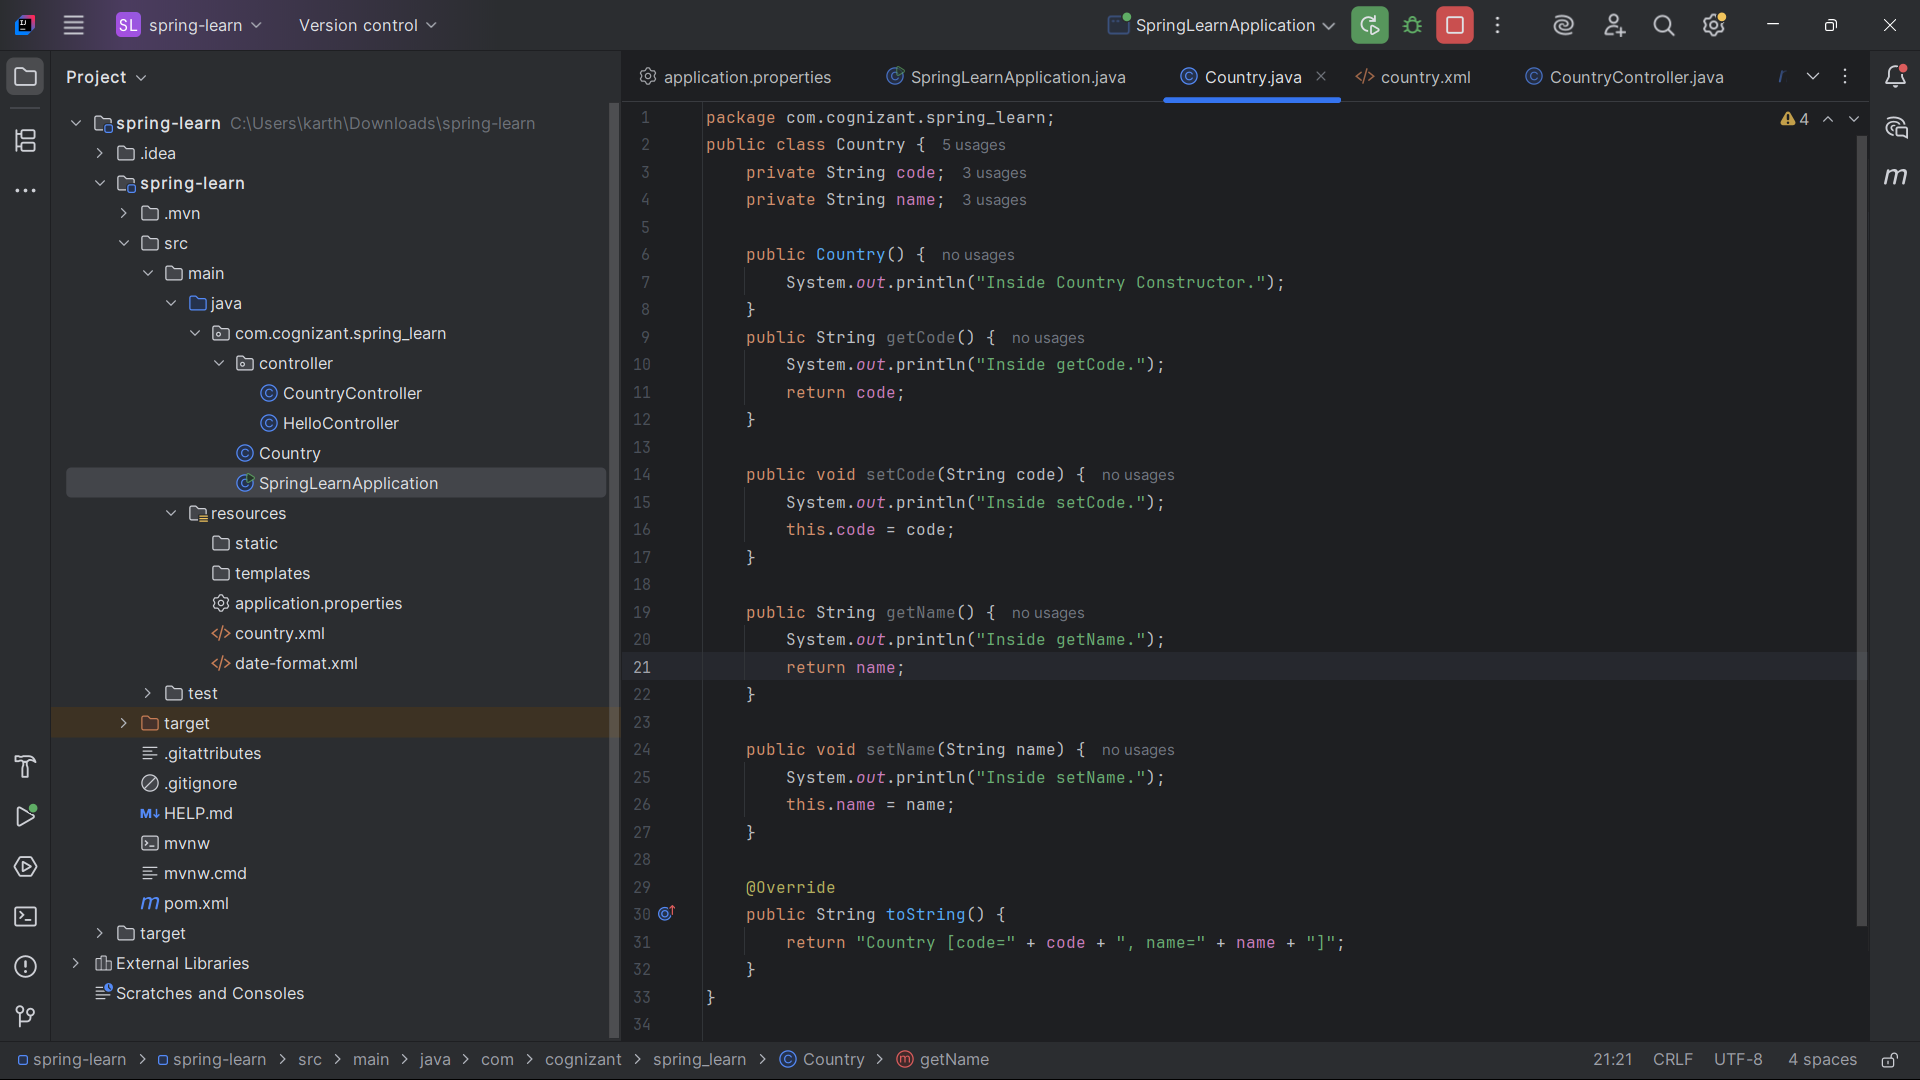 SL spring-learn Version control SpringLearnApplication
Project
spring-learn C:\Users\karth\Downloads\spring-learn
.idea
spring-learn
.mvn
src
main
java
com.cognizant.spring_learn
controller
CountryController
HelloController
Country
SpringLearnApplication
resources
static
templates
application.properties
country.xml
date-format.xml
test
target
.gitattributes
.gitignore
HELP.md
mvnw
mvnw.cmd
pom.xml
target
External Libraries
Scratches and Consoles
application.properties SpringLearnApplication.java Country.java country.xml CountryController.java
4
1 package com.cognizant.spring_learn;
2 public class Country { 5 usages
3 private String code; 3 usages
4 private String name; 3 usages
5
6 public Country() { no usages
7 System.out.println("Inside Country Constructor.");
8 }
9 public String getCode() { no usages
10 System.out.println("Inside getCode.");
11 return code;
12 }
13
14 public void setCode(String code) { no usages
15 System.out.println("Inside setCode.");
16 this.code = code;
17 }
18
19 public String getName() { no usages
20 System.out.println("Inside getName.");
21 return name;
22 }
23
24 public void setName(String name) { no usages
25 System.out.println("Inside setName.");
26 this.name = name;
27 }
28
29 @Override
30 public String toString() {
31 return "Country [code=" + code + ", name=" + name + "]";
32 }
33 }
34
spring-learn > spring-learn > src > main > java > com > cognizant > spring_learn > Country > getName 21:21 CRLF UTF-8 4 spaces